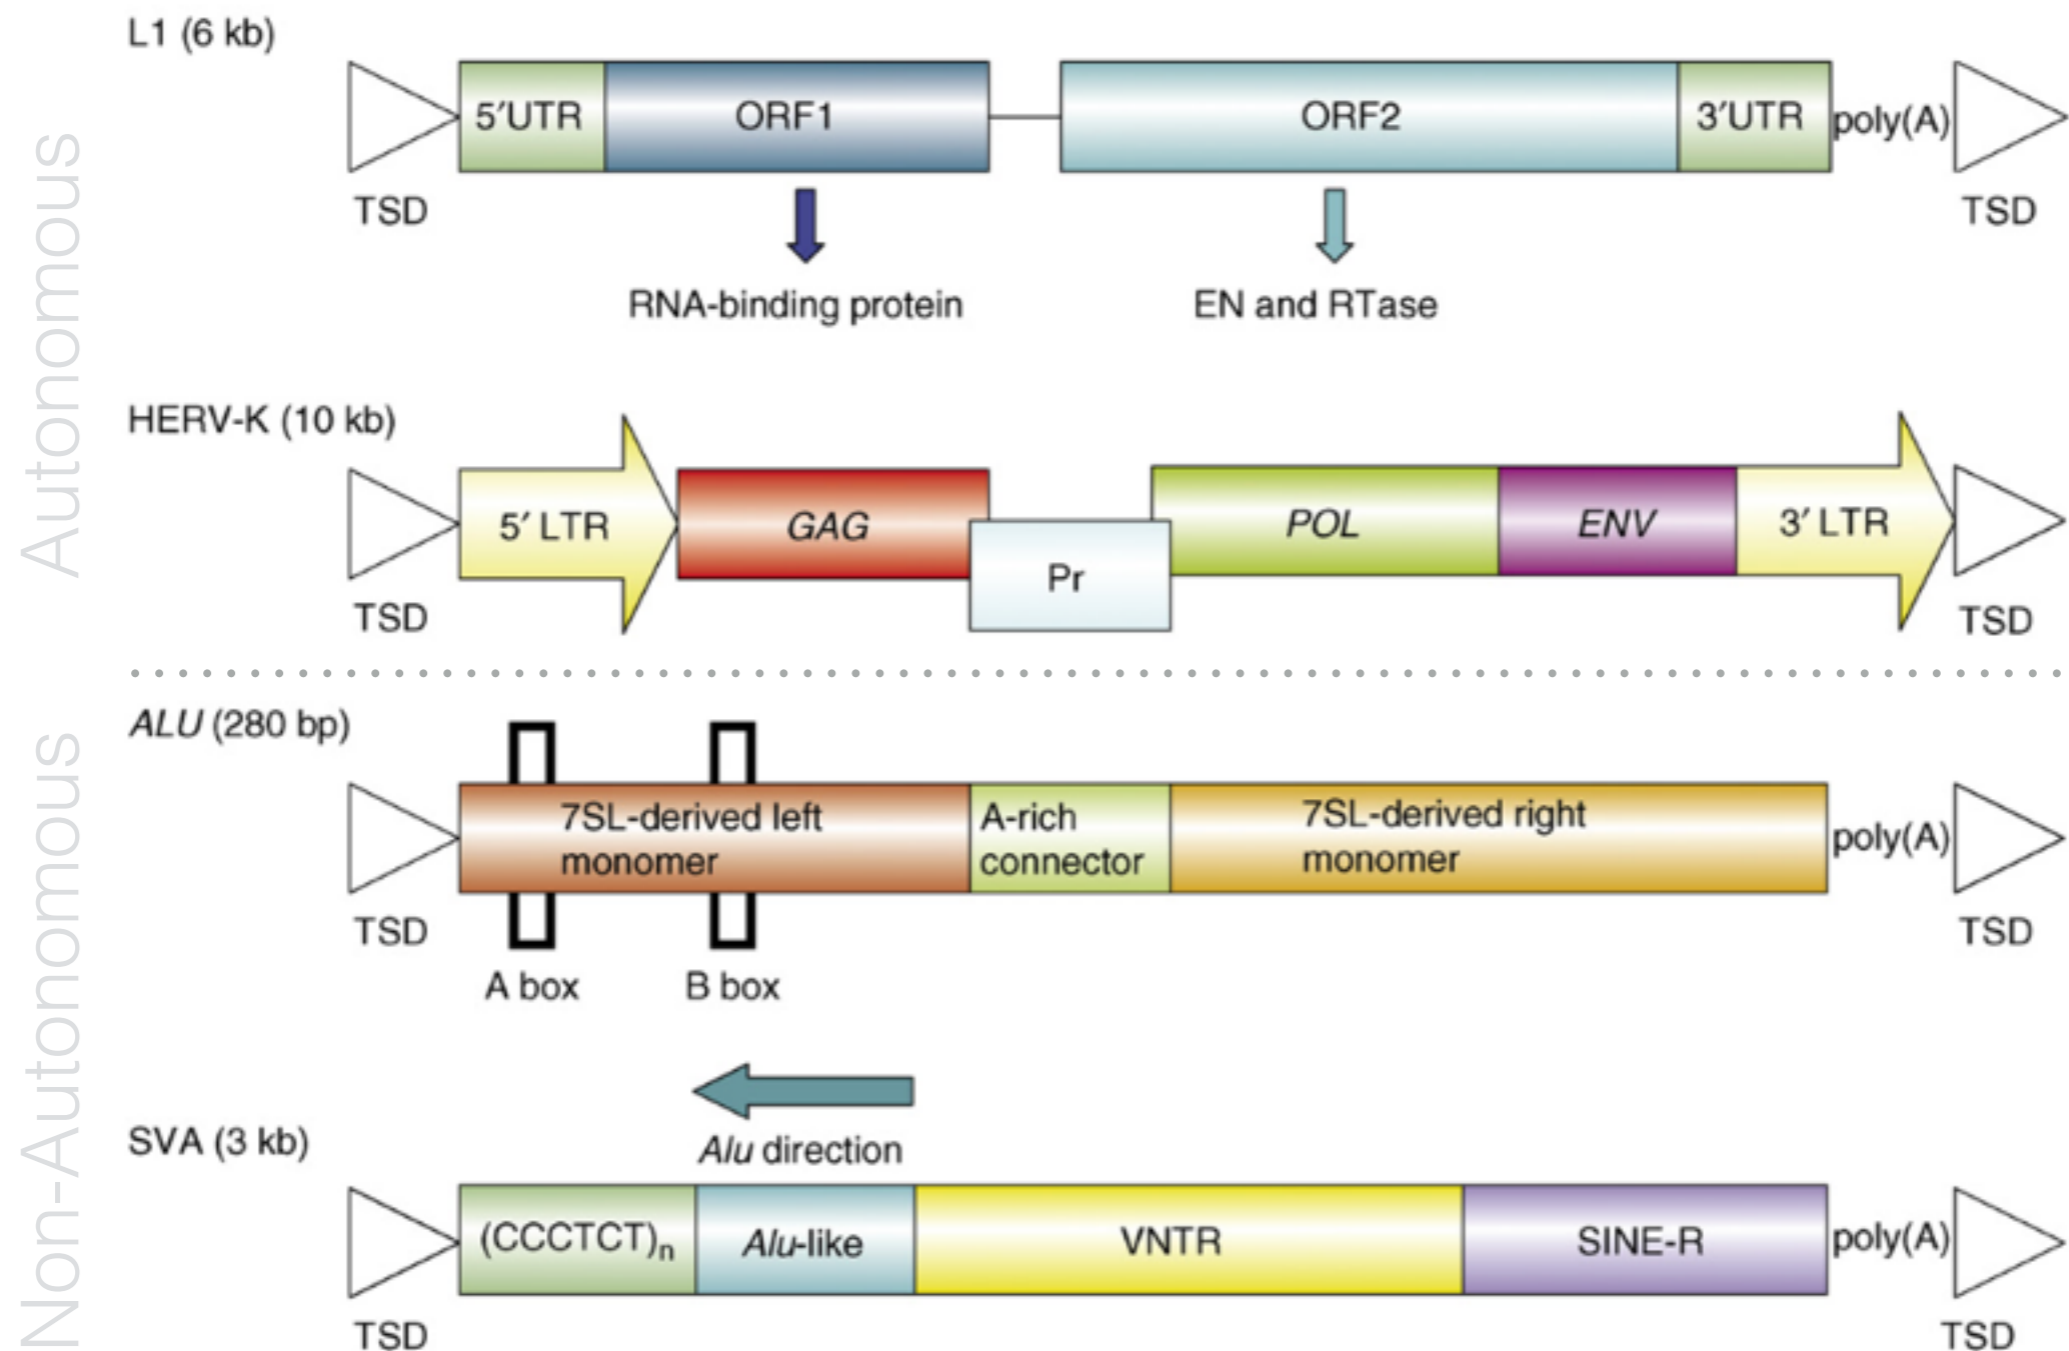 Autonomous
L1 (6 kb)
5′UTR ORF1 ORF2 3′UTR poly(A)
TSD TSD
RNA-binding protein EN and RTase
HERV-K (10 kb)
5′ LTR GAG Pr POL ENV 3′ LTR
TSD TSD
Non-Autonomous
ALU (280 bp)
7SL-derived left
monomer
A-rich
connector
7SL-derived right
monomer
poly(A)
TSD TSD
A box B box
Alu direction
SVA (3 kb)
(CCCTCT)n Alu-like VNTR SINE-R poly(A)
TSD TSD